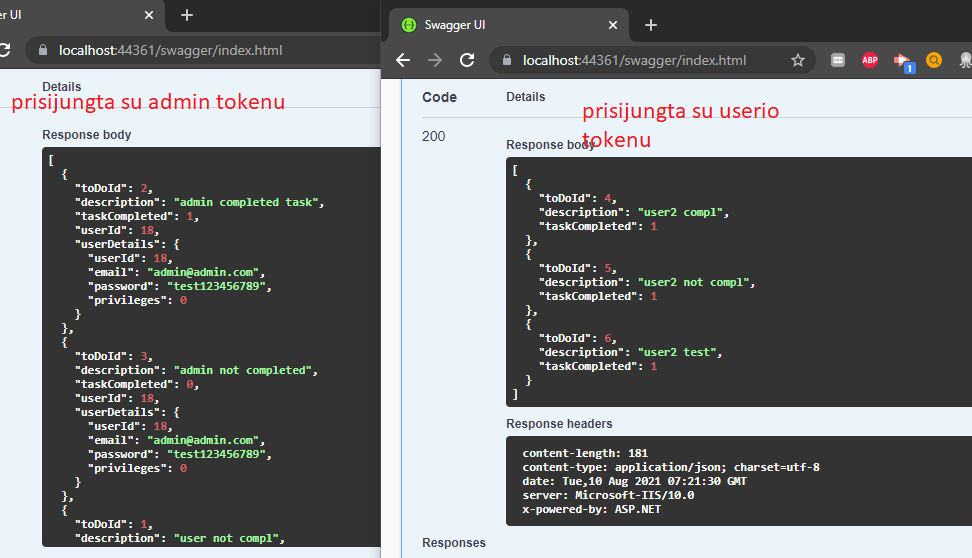 er UI
localhost:44361/swagger/index.html
Details
prisijungta su admin tokenu
Response body
[
  {
    "toDoId": 2,
    "description": "admin completed task",
    "taskCompleted": 1,
    "userId": 18,
    "userDetails": {
      "userId": 18,
      "email": "admin@admin.com",
      "password": "test123456789",
      "privileges": 0
    }
  },
  {
    "toDoId": 3,
    "description": "admin not completed",
    "taskCompleted": 0,
    "userId": 18,
    "userDetails": {
      "userId": 18,
      "email": "admin@admin.com",
      "password": "test123456789",
      "privileges": 0
    }
  },
  {
    "toDoId": 1,
    "description": "user not compl",
Swagger UI
localhost:44361/swagger/index.html
ABP
1
Code
Details
prisijungta su userio
tokenu
200
Response body
[
  {
    "toDoId": 4,
    "description": "user2 compl",
    "taskCompleted": 1
  },
  {
    "toDoId": 5,
    "description": "user2 not compl",
    "taskCompleted": 1
  },
  {
    "toDoId": 6,
    "description": "user2 test",
    "taskCompleted": 1
  }
]
Response headers
content-length: 181
content-type: application/json; charset=utf-8
date: Tue,10 Aug 2021 07:21:30 GMT
server: Microsoft-IIS/10.0
x-powered-by: ASP.NET
Responses